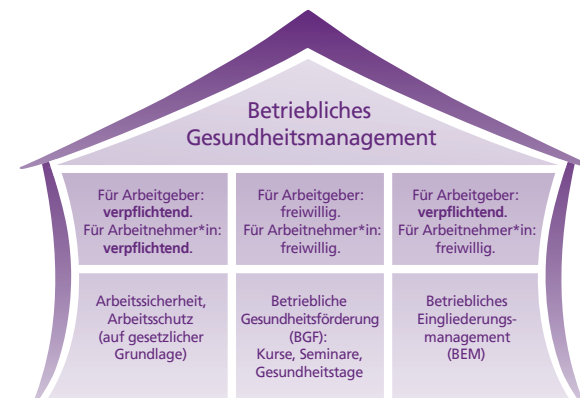 Betriebliches
Gesundheitsmanagement
Für Arbeitgeber:
verpflichtend.
Für Arbeitnehmer*in:
verpflichtend.
Für Arbeitgeber:
freiwillig.
Für Arbeitnehmer*in:
freiwillig.
Für Arbeitgeber:
verpflichtend.
Für Arbeitnehmer*in:
freiwillig.
Arbeitssicherheit,
Arbeitsschutz
(auf gesetzlicher
Grundlage)
Betriebliche
Gesundheitsförderung
(BGF):
Kurse, Seminare,
Gesundheitstage
Betriebliches
Eingliederungs-
management
(BEM)